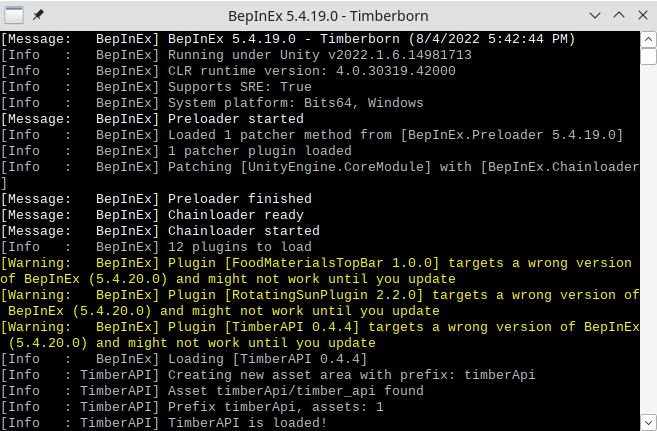 BepInEx 5.4.19.0 - Timberborn
[Message:   BepInEx] BepInEx 5.4.19.0 - Timberborn (8/4/2022 5:42:44 PM)
[Info   :   BepInEx] Running under Unity v2022.1.6.14981713
[Info   :   BepInEx] CLR runtime version: 4.0.30319.42000
[Info   :   BepInEx] Supports SRE: True
[Info   :   BepInEx] System platform: Bits64, Windows
[Message:   BepInEx] Preloader started
[Info   :   BepInEx] Loaded 1 patcher method from [BepInEx.Preloader 5.4.19.0]
[Info   :   BepInEx] 1 patcher plugin loaded
[Info   :   BepInEx] Patching [UnityEngine.CoreModule] with [BepInEx.Chainloader
]
[Message:   BepInEx] Preloader finished
[Message:   BepInEx] Chainloader ready
[Message:   BepInEx] Chainloader started
[Info   :   BepInEx] 12 plugins to load
[Warning:   BepInEx] Plugin [FoodMaterialsTopBar 1.0.0] targets a wrong version
of BepInEx (5.4.20.0) and might not work until you update
[Warning:   BepInEx] Plugin [RotatingSunPlugin 2.2.0] targets a wrong version of
 BepInEx (5.4.20.0) and might not work until you update
[Warning:   BepInEx] Plugin [TimberAPI 0.4.4] targets a wrong version of BepInEx
 (5.4.20.0) and might not work until you update
[Info   :   BepInEx] Loading [TimberAPI 0.4.4]
[Info   : TimberAPI] Creating new asset area with prefix: timberApi
[Info   : TimberAPI] Asset timberApi/timber_api found
[Info   : TimberAPI] Prefix timberApi, assets: 1
[Info   : TimberAPI] TimberAPI is loaded!